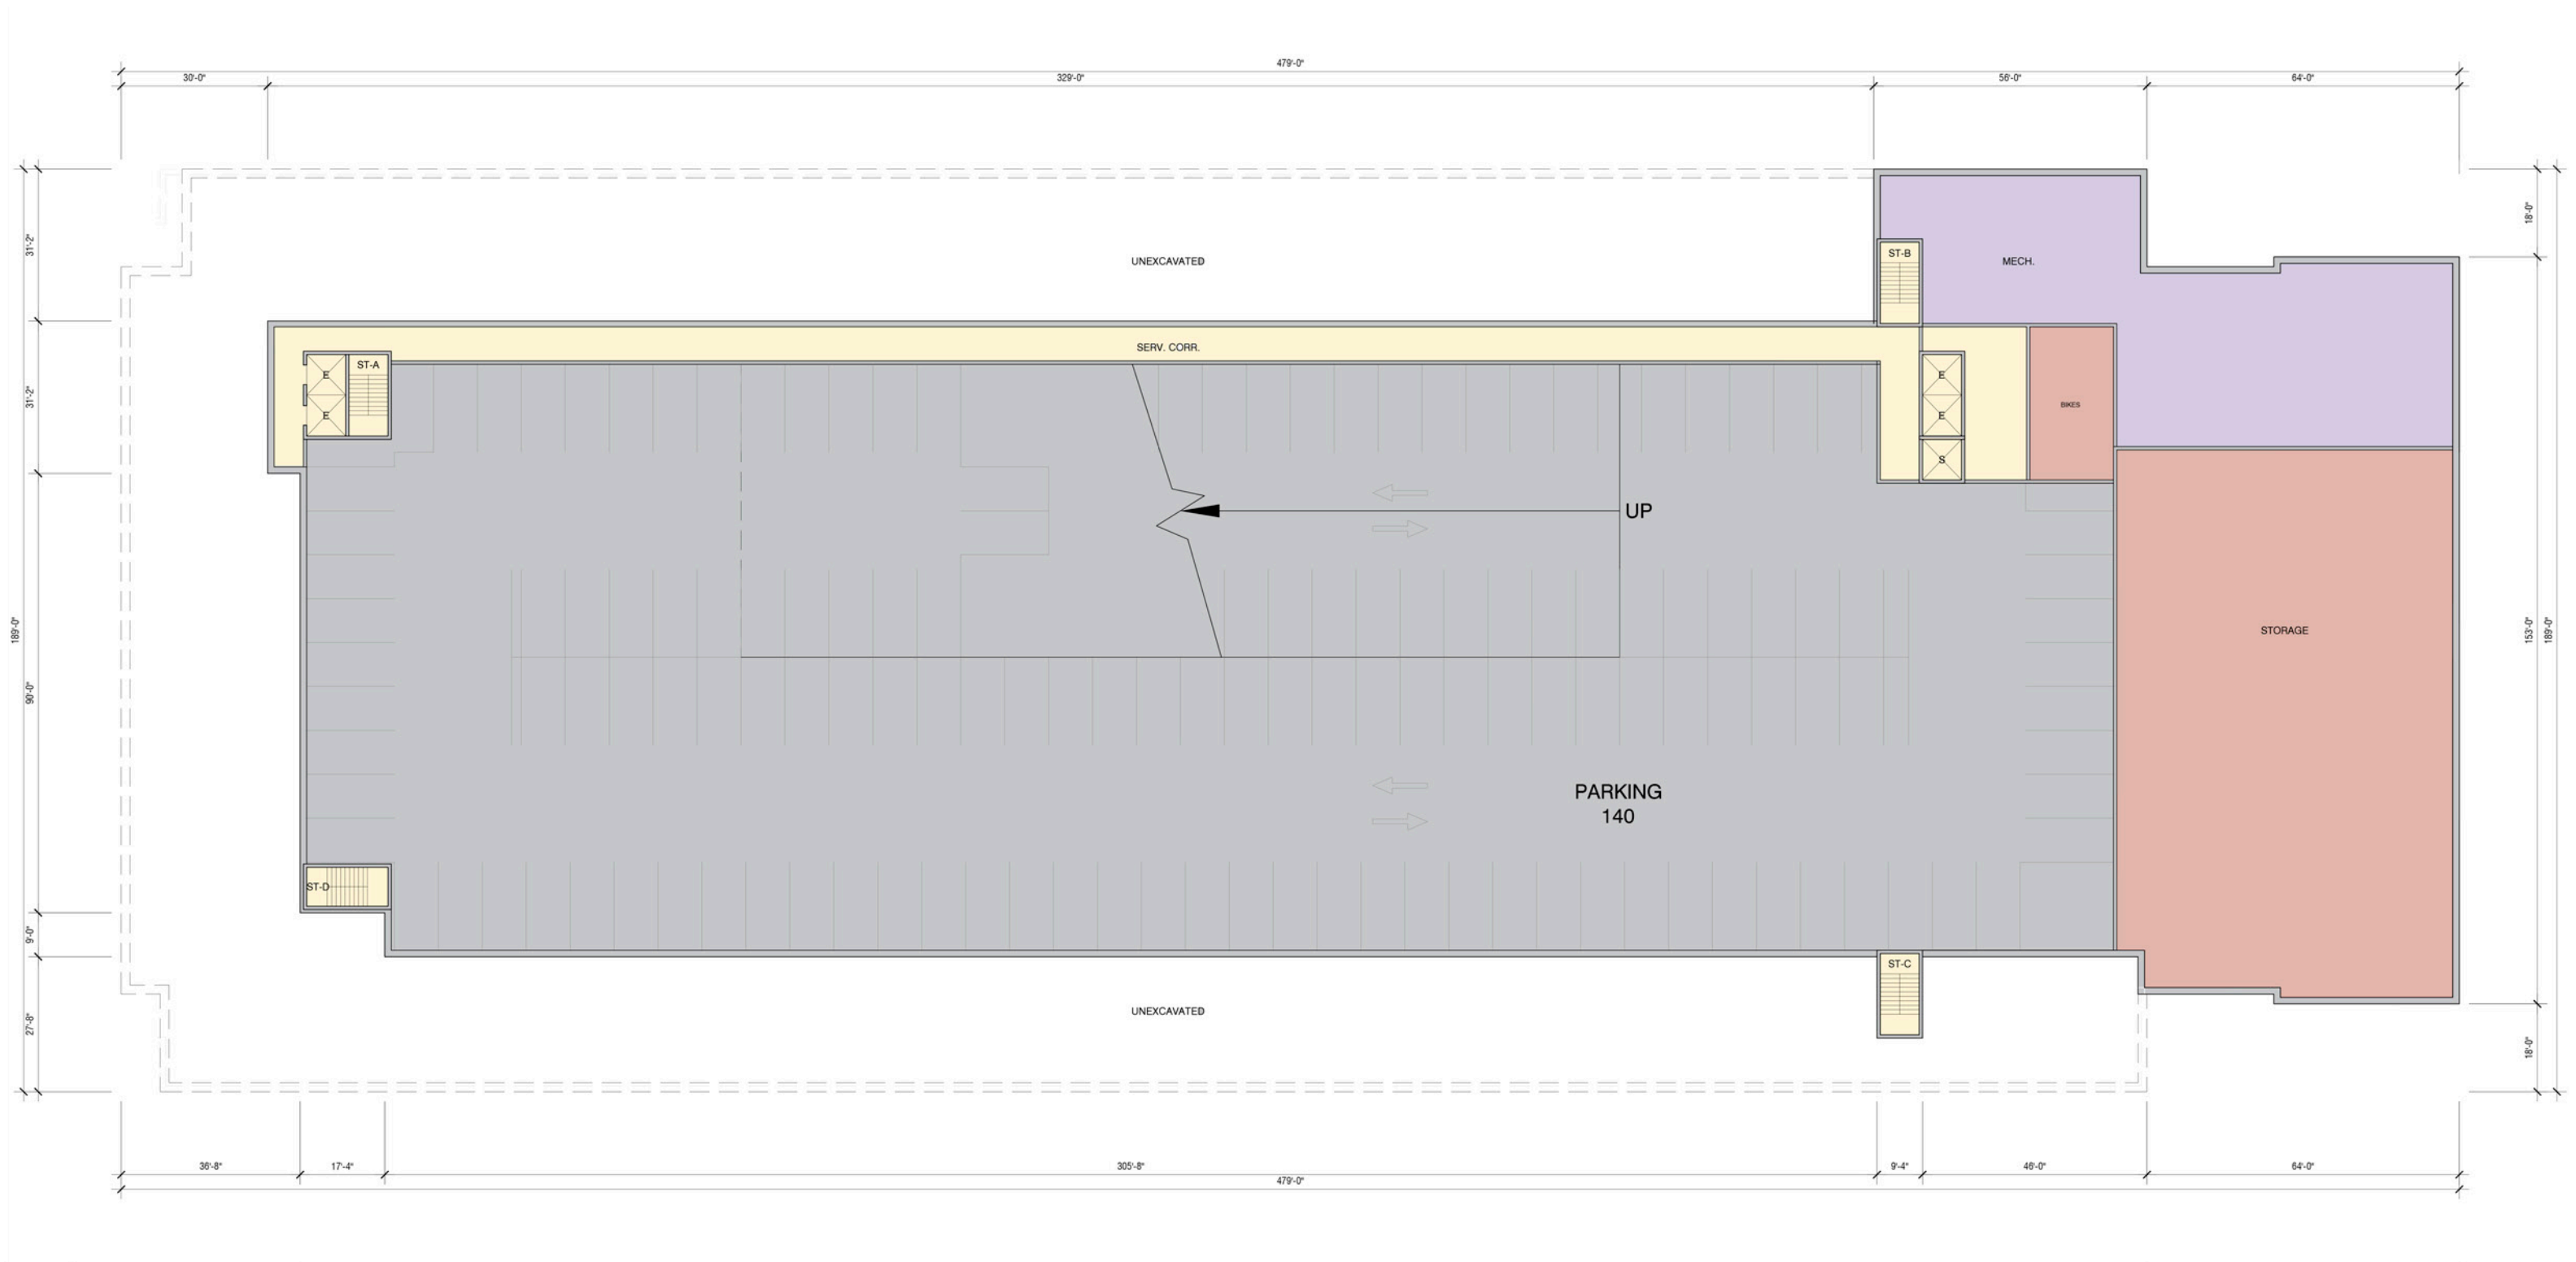 479'-0"
30'-0"
329'-0"
56'-0"
64'-0"
31'-2"
18'-0"
UNEXCAVATED
ST-B
MECH.
SERV. CORR.
E
ST-A
E
E
E
BIKES
31'-2"
S
UP
STORAGE
189'-0"
153'-0"
189'-0"
90'-0"
PARKING
140
ST-D
9'-0"
ST-C
UNEXCAVATED
27'-8"
18'-0"
36'-8"
17'-4"
305'-8"
9'-4"
46'-0"
64'-0"
479'-0"